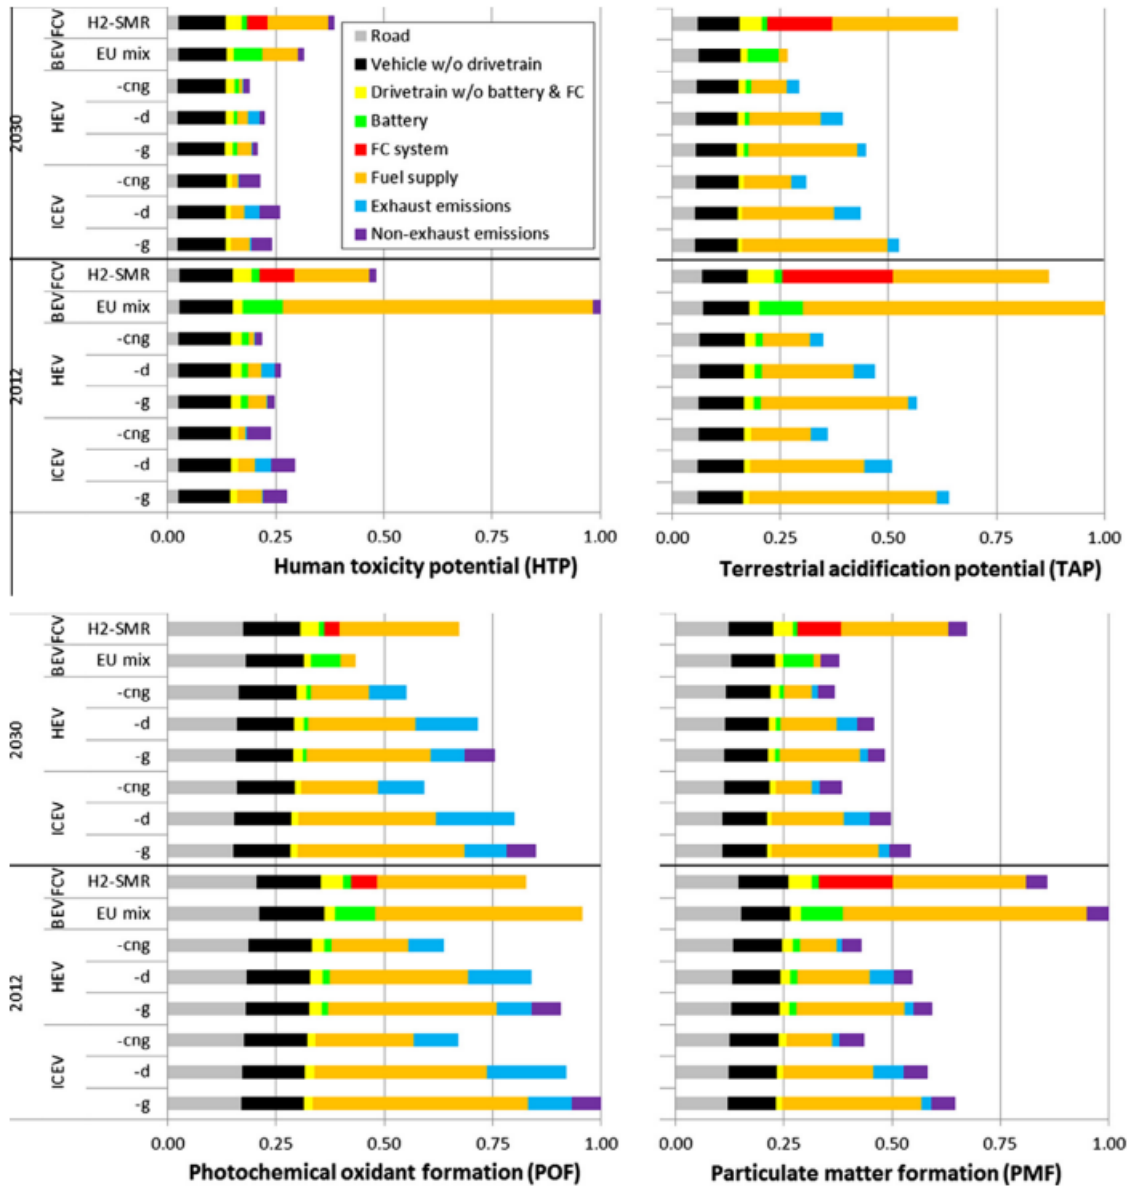 2030
FCV
H2-SMR
BEV
EU mix
HEV
-cng
-d
-g
ICEV
-cng
-d
-g
2012
FCV
H2-SMR
BEV
EU mix
HEV
-cng
-d
-g
ICEV
-cng
-d
-g
Road
Vehicle w/o drivetrain
Drivetrain w/o battery & FC
Battery
FC system
Fuel supply
Exhaust emissions
Non-exhaust emissions
0.00 0.25 0.50 0.75 1.00
Human toxicity potential (HTP)
0.00 0.25 0.50 0.75 1.00
Terrestrial acidification potential (TAP)
2030
FCV
H2-SMR
BEV
EU mix
HEV
-cng
-d
-g
ICEV
-cng
-d
-g
2012
FCV
H2-SMR
BEV
EU mix
HEV
-cng
-d
-g
ICEV
-cng
-d
-g
0.00 0.25 0.50 0.75 1.00
Photochemical oxidant formation (POF)
0.00 0.25 0.50 0.75 1.00
Particulate matter formation (PMF)